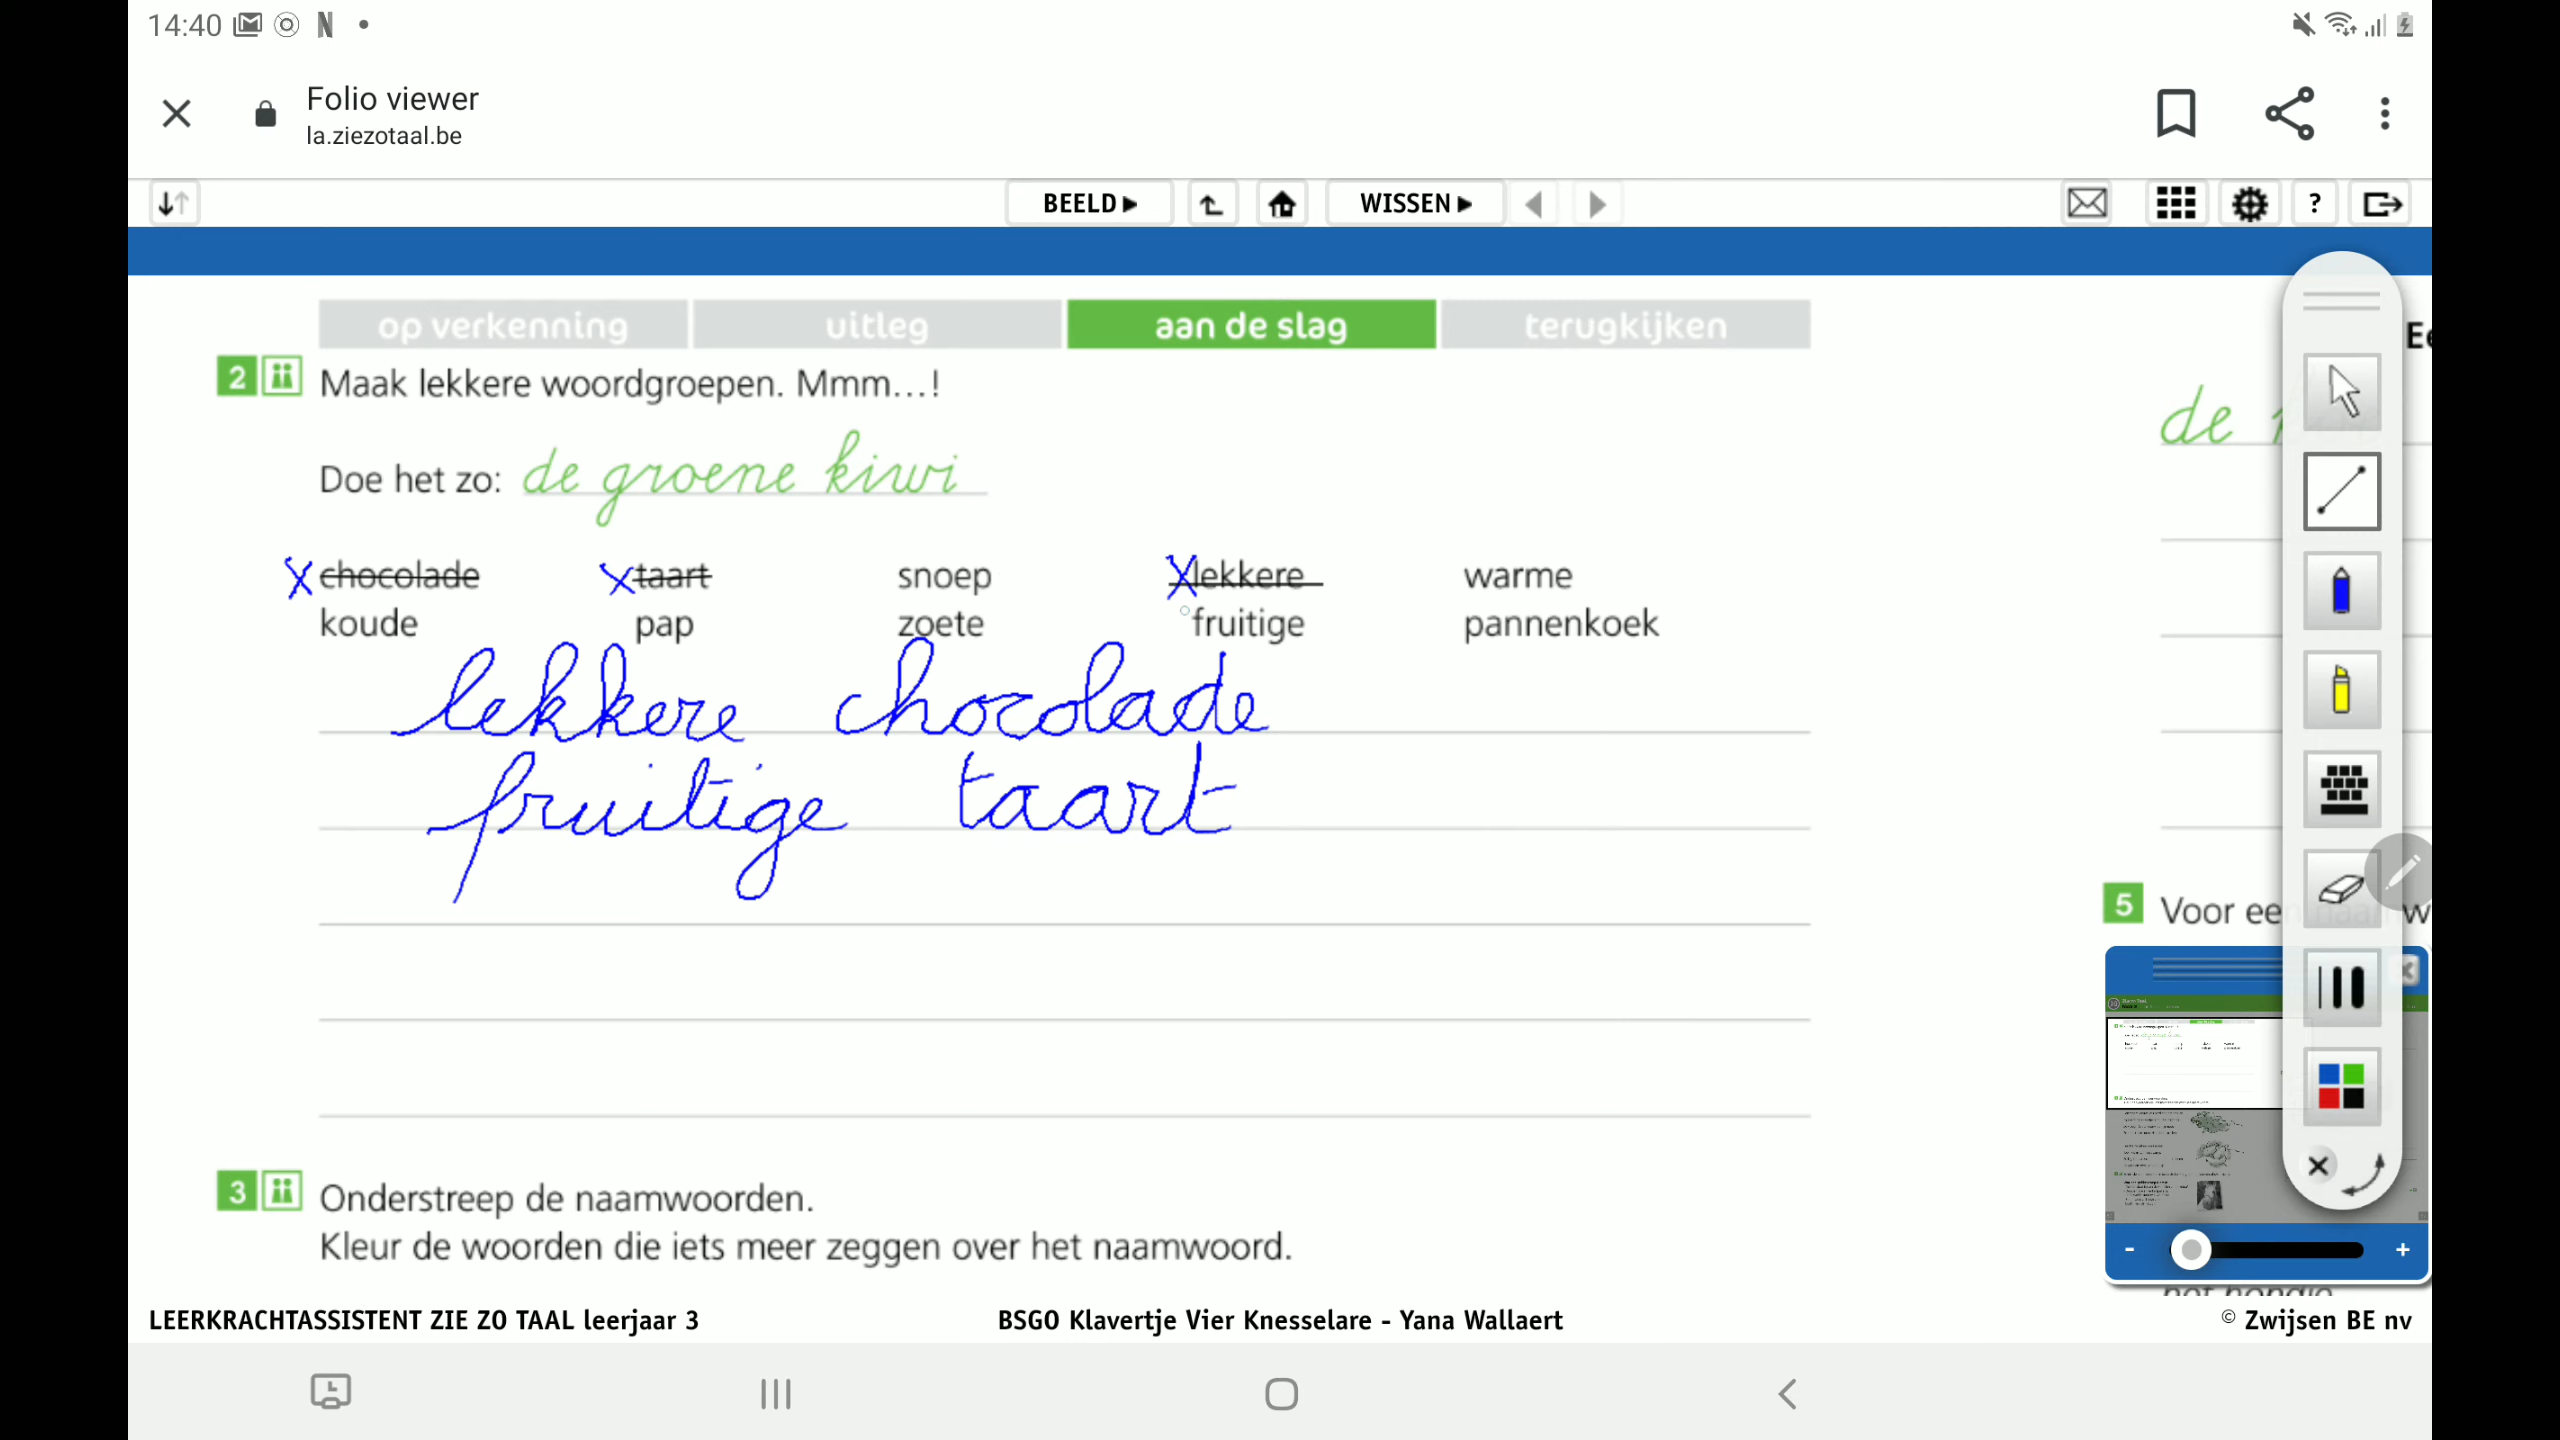 14:40
Folio viewer
la.ziezotaal.be
BEELD WISSEN ?
op verkenning uitleg aan de slag terugkijken
2 Maak lekkere woordgroepen. Mmm...!
Doe het zo: de groene kiwi
de
chocolade taart snoep lekkere warme
koude pap zoete fruitige pannenkoek
lekkere chocolade
fruitige taart
5 Voor een
3 Onderstreep de naamwoorden.
Kleur de woorden die iets meer zeggen over het naamwoord.
LEERKRACHTASSISTENT ZIE ZO TAAL leerjaar 3 BSGO Klavertje Vier Knesselare - Yana Wallaert © Zwijsen BE nv